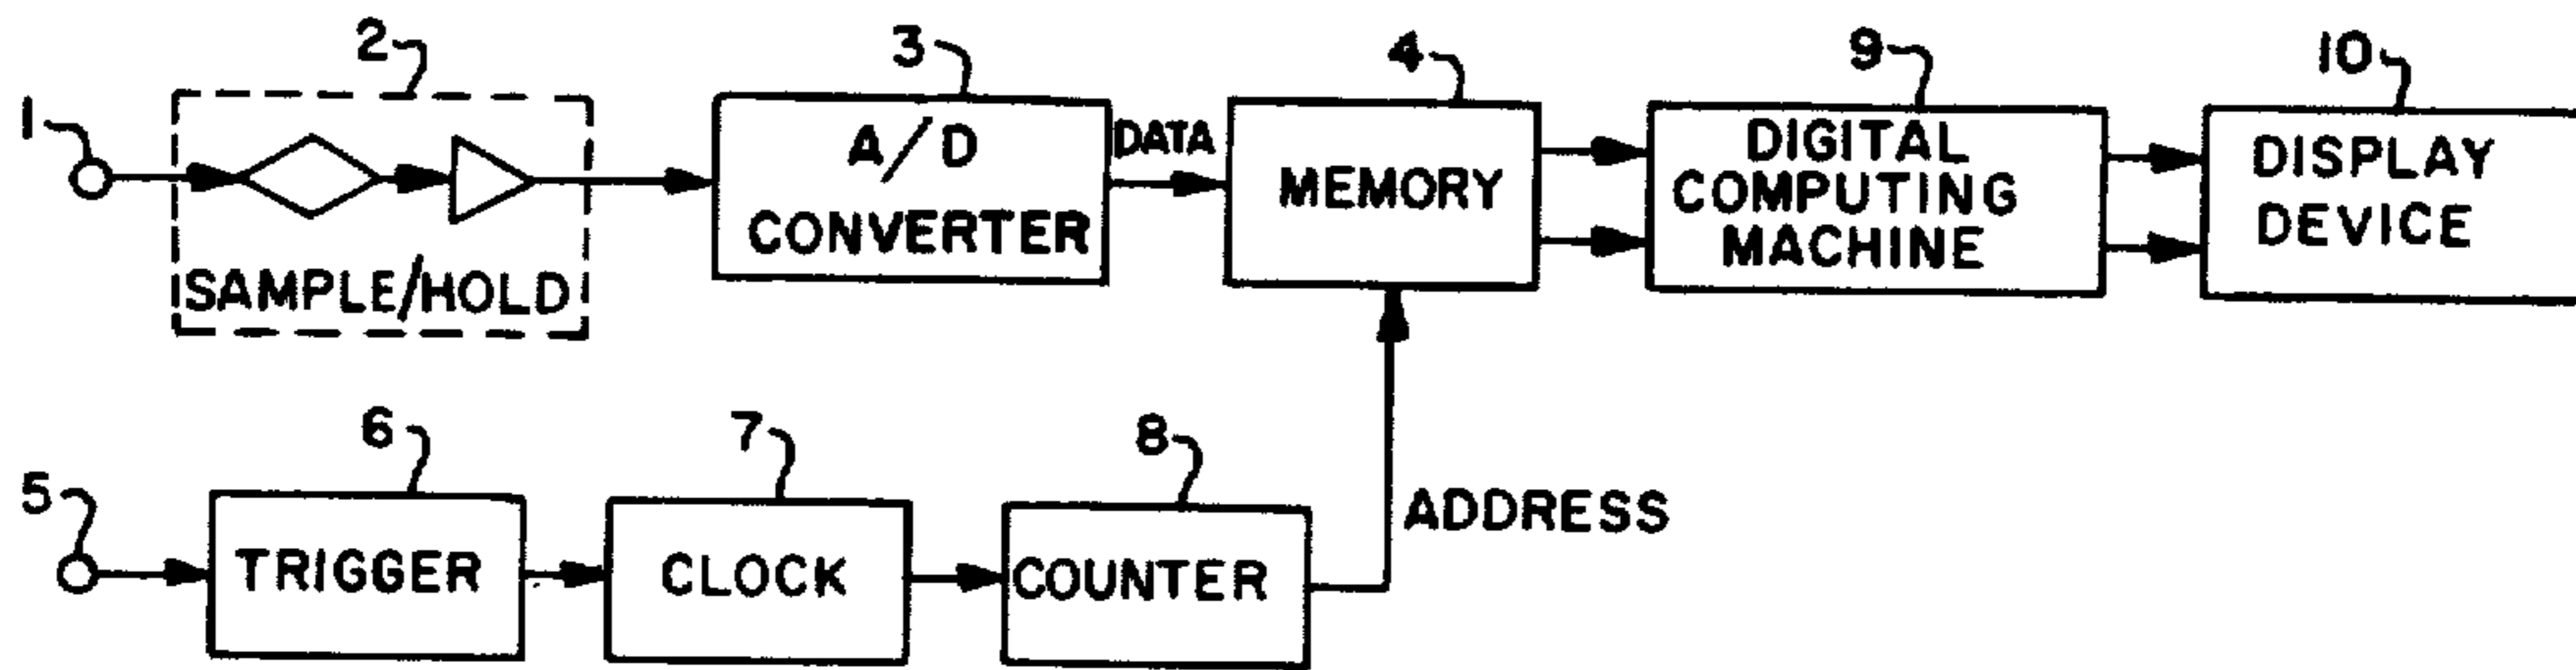 1
2
SAMPLE/HOLD
3
A/D
CONVERTER
DATA
4
MEMORY
9
DIGITAL
COMPUTING
MACHINE
10
DISPLAY
DEVICE
5
6
TRIGGER
7
CLOCK
8
COUNTER
ADDRESS